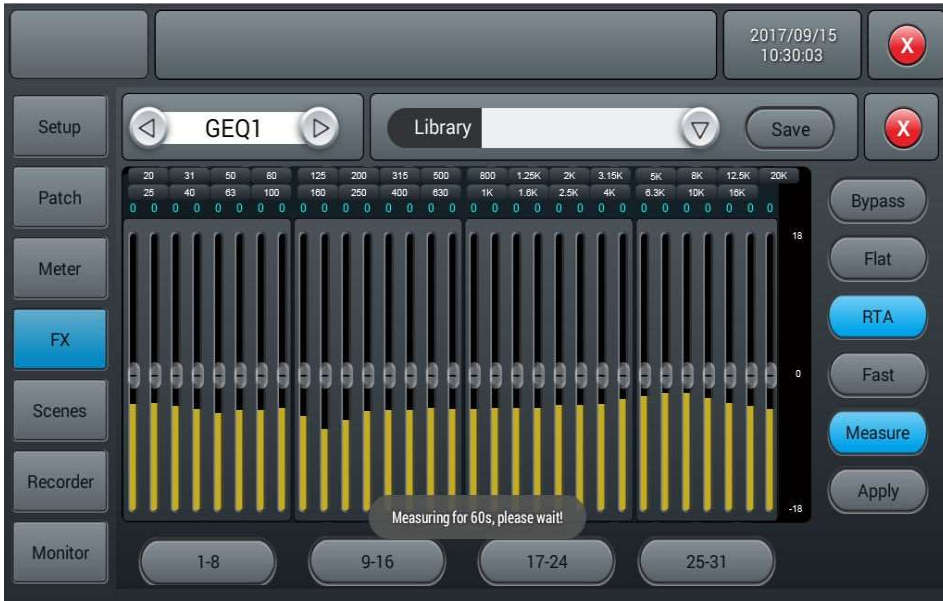 2017/09/15
10:30:03
X
Setup
Patch
Meter
FX
Scenes
Recorder
Monitor
GEQ1
Library
Save
X
20 31 50 80 125 200 315 500 800 1.25K 2K 3.15K 5K 8K 12.5K 20K
25 40 63 100 160 250 400 630 1K 1.6K 2.5K 4K 6.3K 10K 16K
0 0 0 0 0 0 0 0 0 0 0 0 0 0 0 0 0 0 0 0 0 0 0 0 0 0 0 0 0 0 0
18
0
-18
Bypass
Flat
RTA
Fast
Measure
Apply
Measuring for 60s, please wait!
1-8
9-16
17-24
25-31